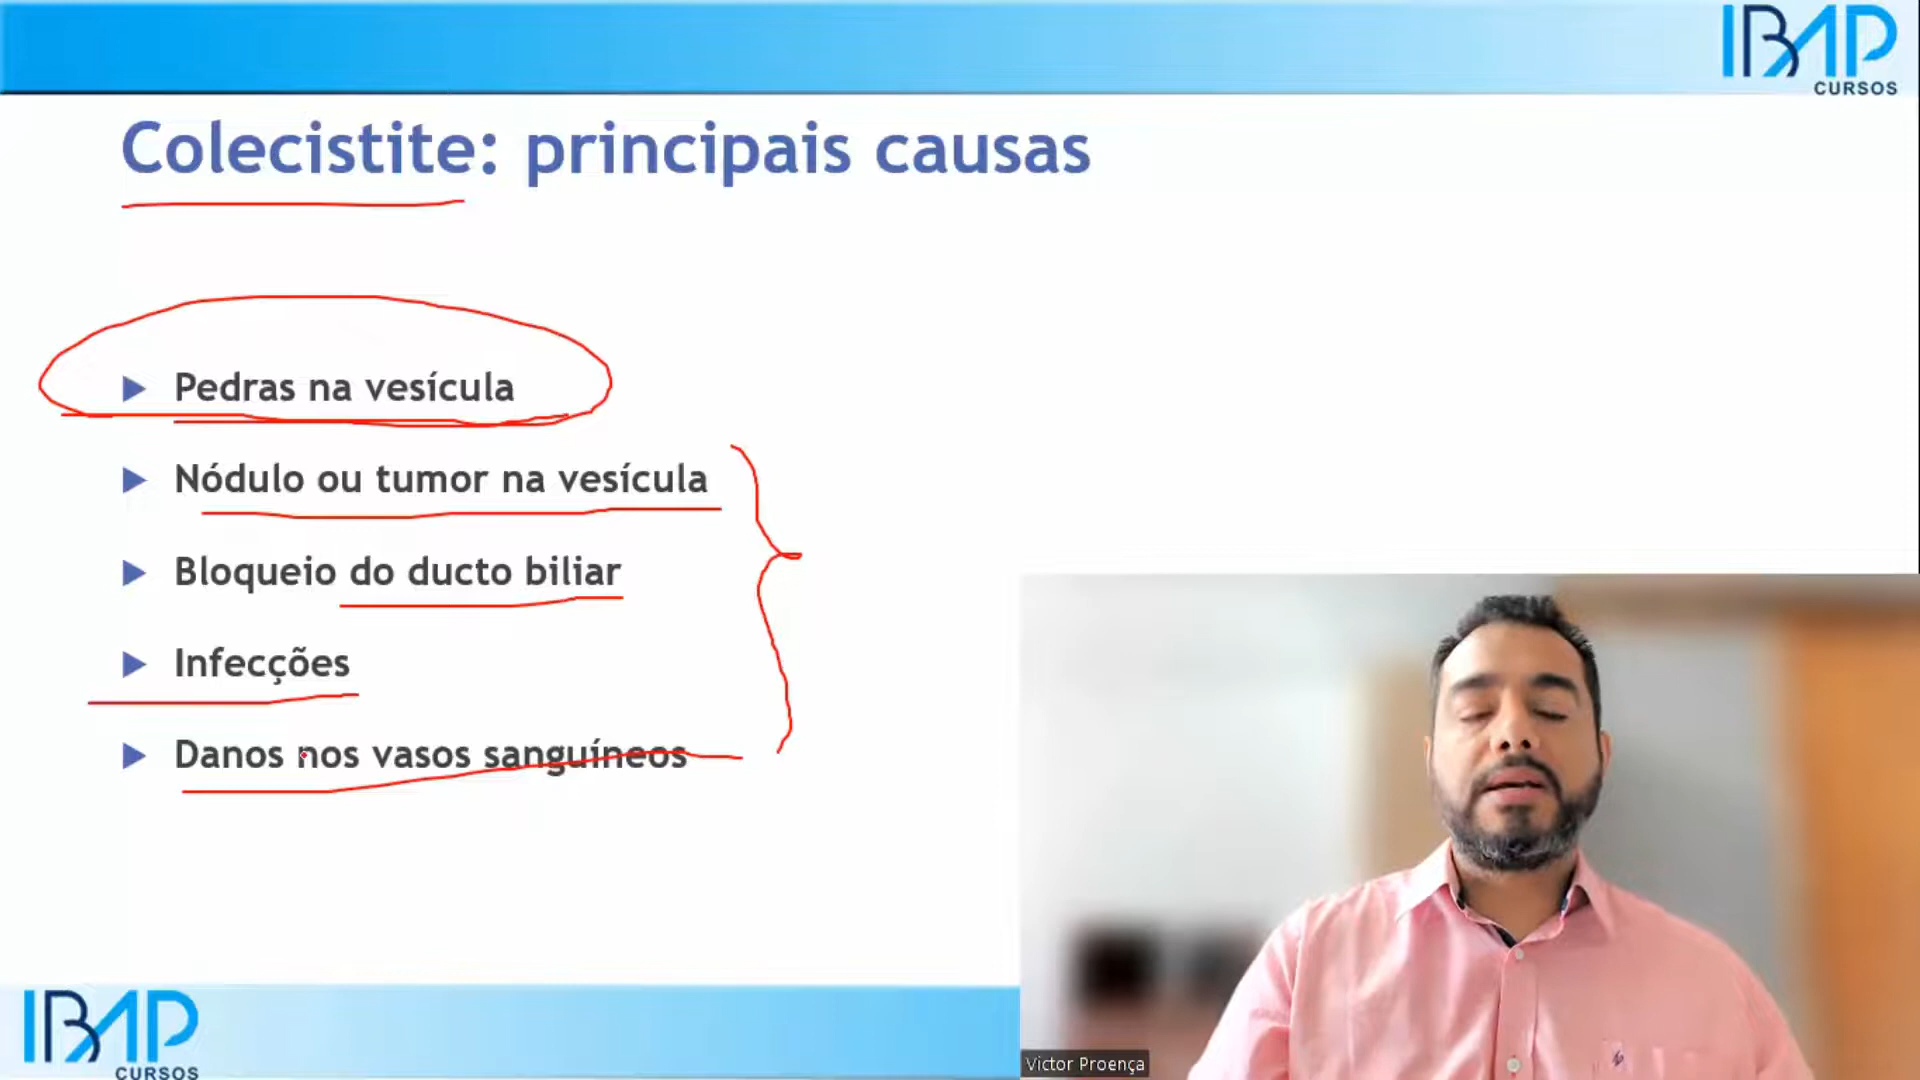 IBAP
CURSOS
Colecistite: principais causas
Pedras na vesícula
Nódulo ou tumor na vesícula
Bloqueio do ducto biliar
Infecções
Danos nos vasos sanguíneos
IBAP
CURSOS
Victor Proença